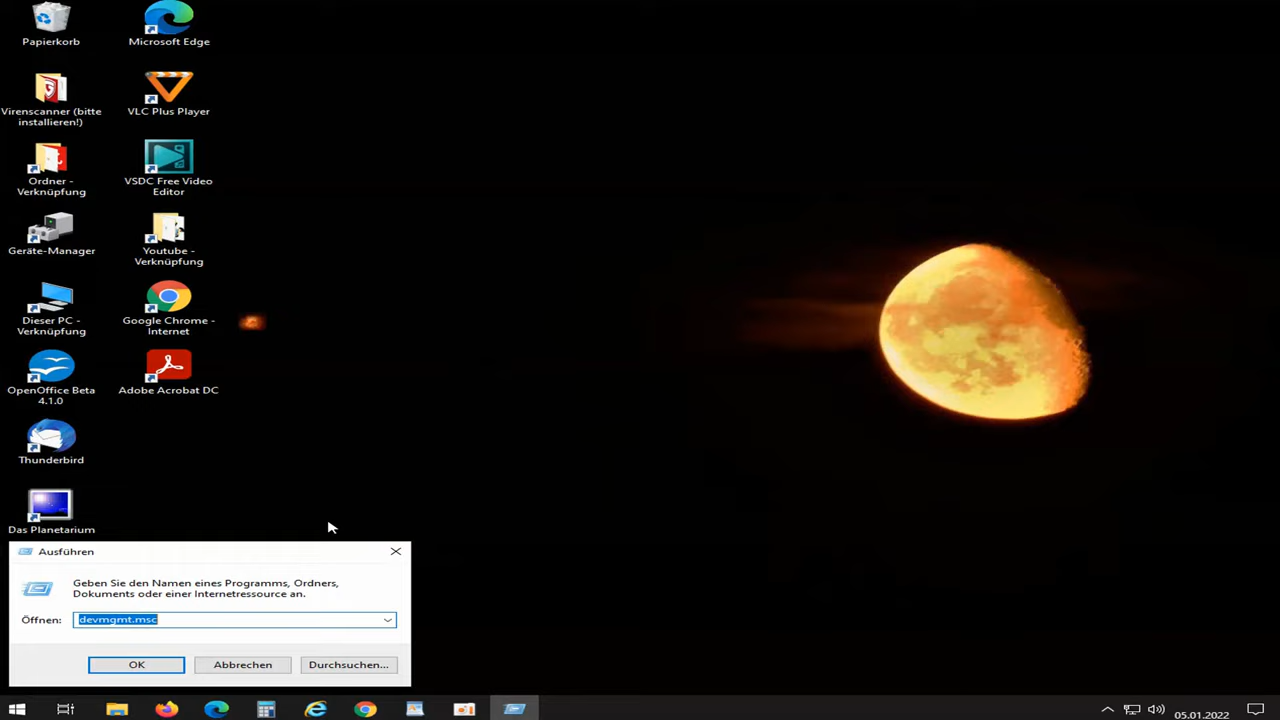 Papierkorb
Microsoft Edge
Virenscanner (bitte
installieren!)
VLC Plus Player
Ordner -
Verknüpfung
VSDC Free Video
Editor
Geräte-Manager
Youtube -
Verknüpfung
Dieser PC -
Verknüpfung
Google Chrome -
Internet
OpenOffice Beta
4.1.0
Adobe Acrobat DC
Thunderbird
Das Planetarium
Ausführen
Geben Sie den Namen eines Programms, Ordners,
Dokuments oder einer Internetressource an.
Öffnen: devmgmt.msc
OK Abbrechen Durchsuchen...
05.01.2022